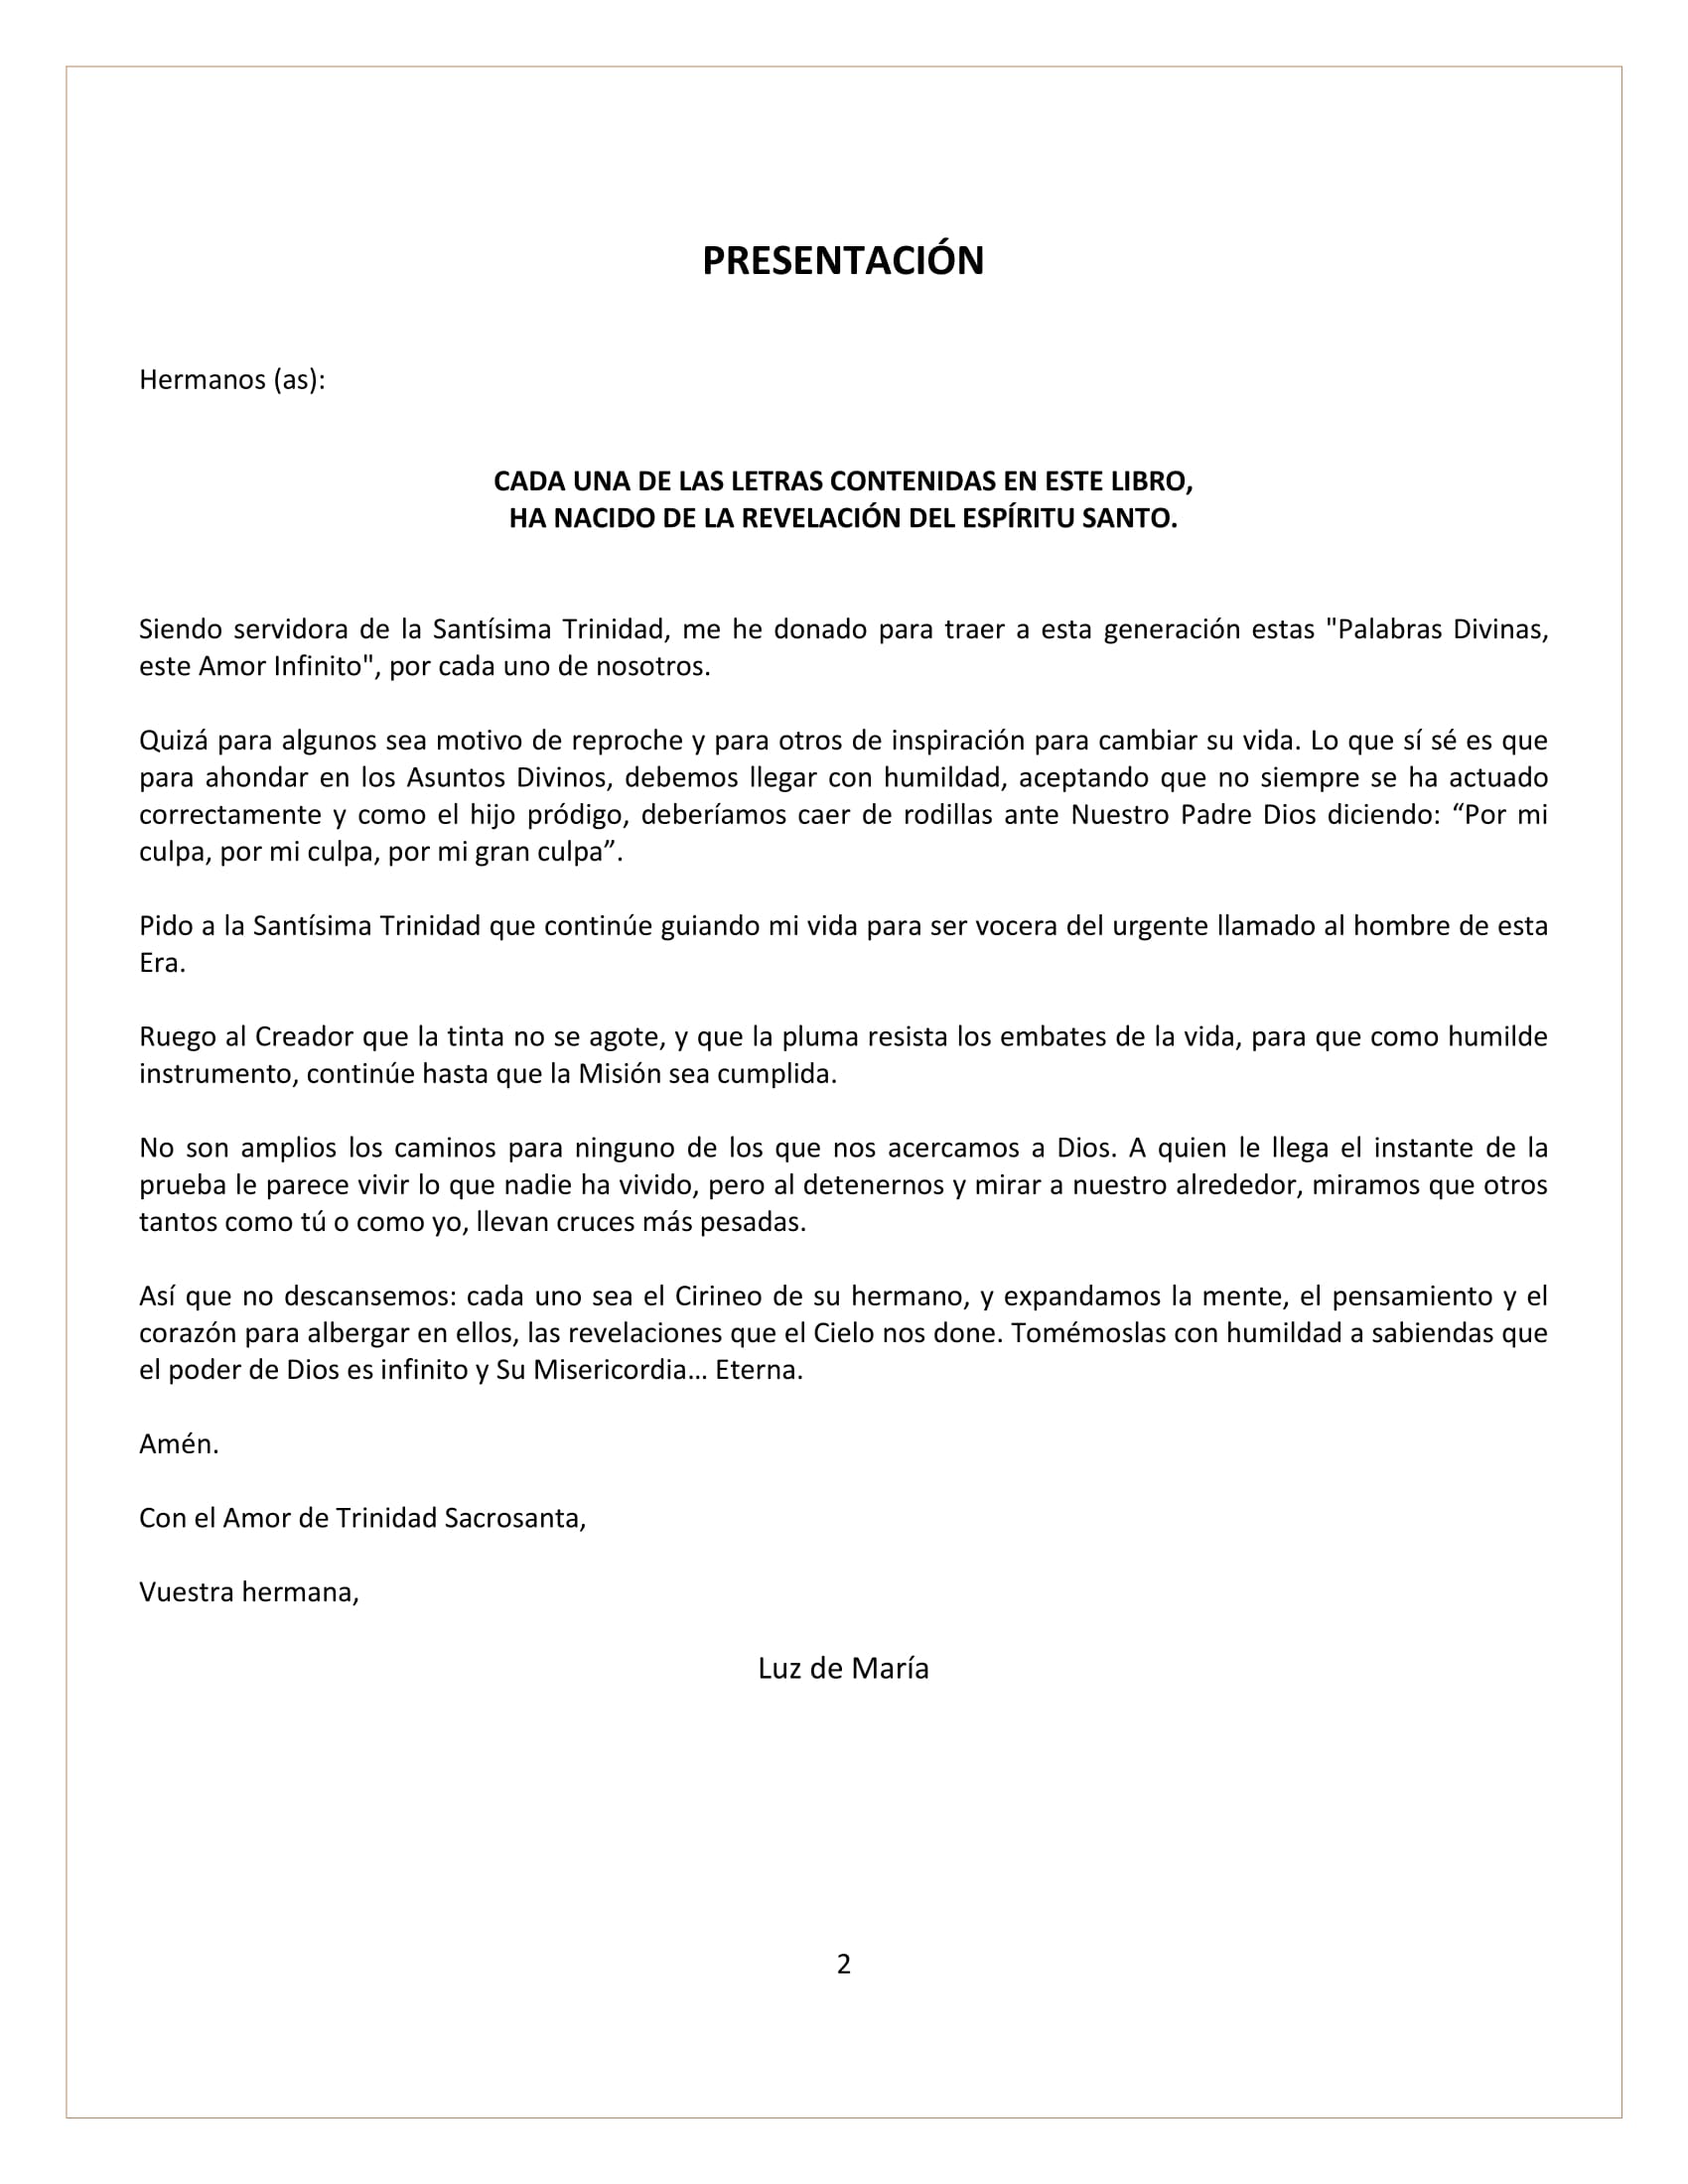 PRESENTACIÓN
Hermanos (as):
CADA UNA DE LAS LETRAS CONTENIDAS EN ESTE LIBRO,
HA NACIDO DE LA REVELACIÓN DEL ESPÍRITU SANTO.
Siendo servidora de la Santísima Trinidad, me he donado para traer a esta generación estas "Palabras Divinas,
este Amor Infinito", por cada uno de nosotros.
Quizá para algunos sea motivo de reproche y para otros de inspiración para cambiar su vida. Lo que sí sé es que
para ahondar en los Asuntos Divinos, debemos llegar con humildad, aceptando que no siempre se ha actuado
correctamente y como el hijo pródigo, deberíamos caer de rodillas ante Nuestro Padre Dios diciendo: “Por mi
culpa, por mi culpa, por mi gran culpa”.
Pido a la Santísima Trinidad que continúe guiando mi vida para ser vocera del urgente llamado al hombre de esta
Era.
Ruego al Creador que la tinta no se agote, y que la pluma resista los embates de la vida, para que como humilde
instrumento, continúe hasta que la Misión sea cumplida.
No son amplios los caminos para ninguno de los que nos acercamos a Dios. A quien le llega el instante de la
prueba le parece vivir lo que nadie ha vivido, pero al detenernos y mirar a nuestro alrededor, miramos que otros
tantos como tú o como yo, llevan cruces más pesadas.
Así que no descansemos: cada uno sea el Cirineo de su hermano, y expandamos la mente, el pensamiento y el
corazón para albergar en ellos, las revelaciones que el Cielo nos done. Tomémoslas con humildad a sabiendas que
el poder de Dios es infinito y Su Misericordia… Eterna.
Amén.
Con el Amor de Trinidad Sacrosanta,
Vuestra hermana,
Luz de María
2